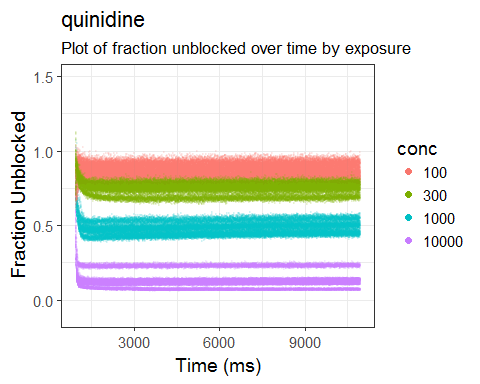 quinidine
Plot of fraction unblocked over time by exposure
Fraction Unblocked
1.5
1.0
0.5
0.0
3000
6000
9000
Time (ms)
conc
100
300
1000
10000